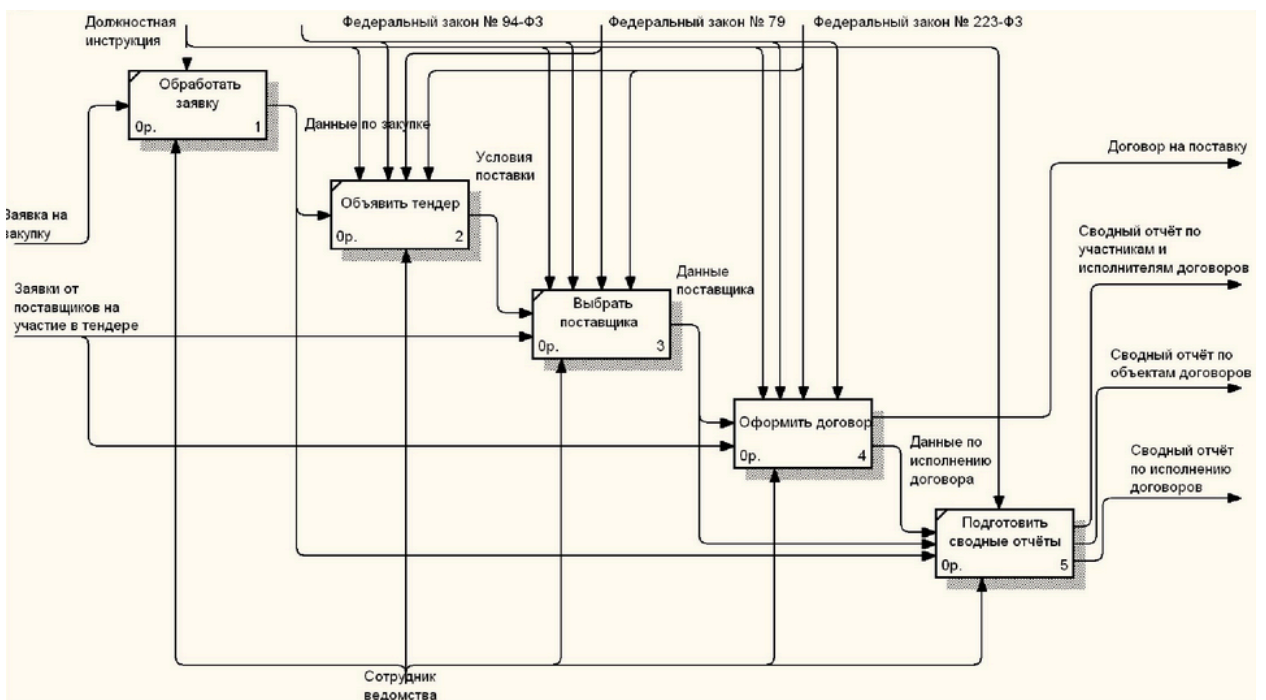 Должностная
инструкция
Федеральный закон № 94-ФЗ
Федеральный закон № 79
Федеральный закон № 223-ФЗ
Обработать
заявку
0р. 1
Данные по закупке
Условия
поставки
Договор на поставку
Объявить тендер
0р. 2
Заявка на
закупку
Сводный отчёт по
участникам и
исполнителям договоров
Данные
поставщика
Заявки от
поставщиков на
участие в тендере
Выбрать
поставщика
0р. 3
Сводный отчёт по
объектам договоров
Оформить договор
0р. 4
Данные по
исполнению
договора
Сводный отчёт
по исполнению
договоров
Подготовить
сводные отчёты
0р. 5
Сотрудник
ведомства